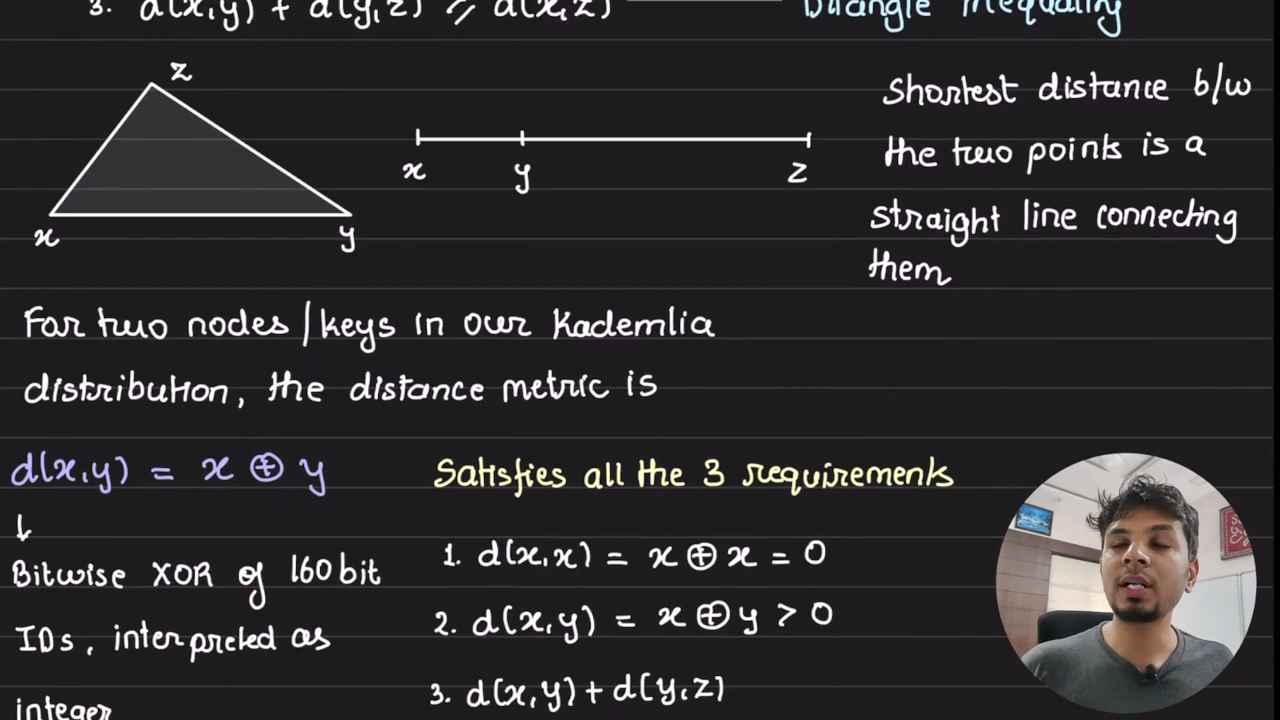 3. d(x,y) + d(y,z) ⩾ d(x,z) Triangle Inequality
z
x y z
x y
Shortest distance b/w
the two points is a
straight line connecting
them
For two nodes/keys in our Kademlia
distribution, the distance metric is
d(x,y) = x ⊕ y
↓
Bitwise XOR of 160 bit
IDs, interpreted as
integer
Satisfies all the 3 requirements
1. d(x,x) = x ⊕ x = 0
2. d(x,y) = x ⊕ y > 0
3. d(x,y) + d(y,z)